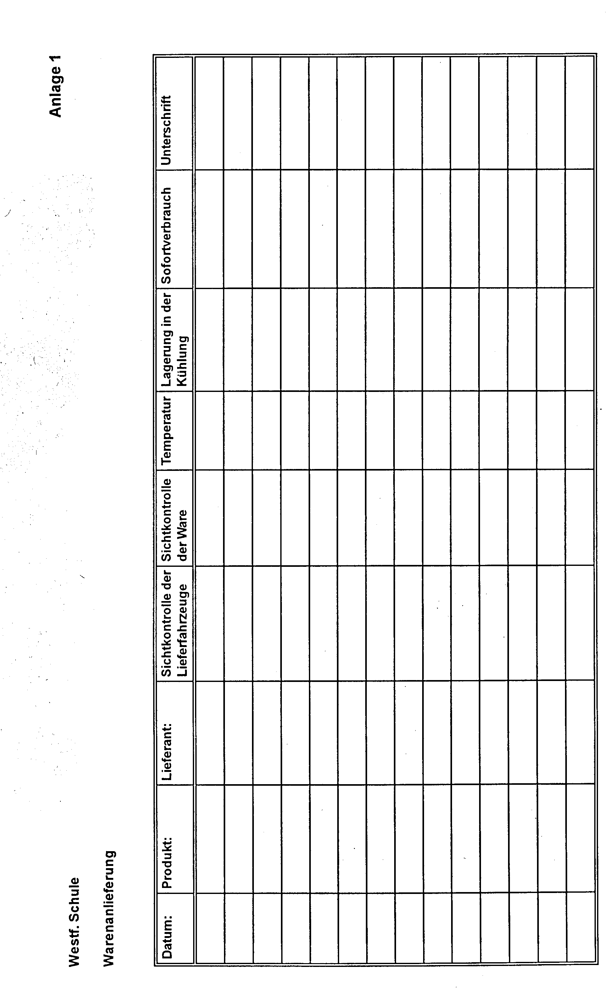 Anlage 1
Westf. Schule
Warenanlieferung
Datum:
Produkt:
Lieferant:
Sichtkontrolle der
Lieferfahrzeuge
Sichtkontrolle
der Ware
Temperatur
Lagerung in der
Kühlung
Sofortverbrauch
Unterschrift